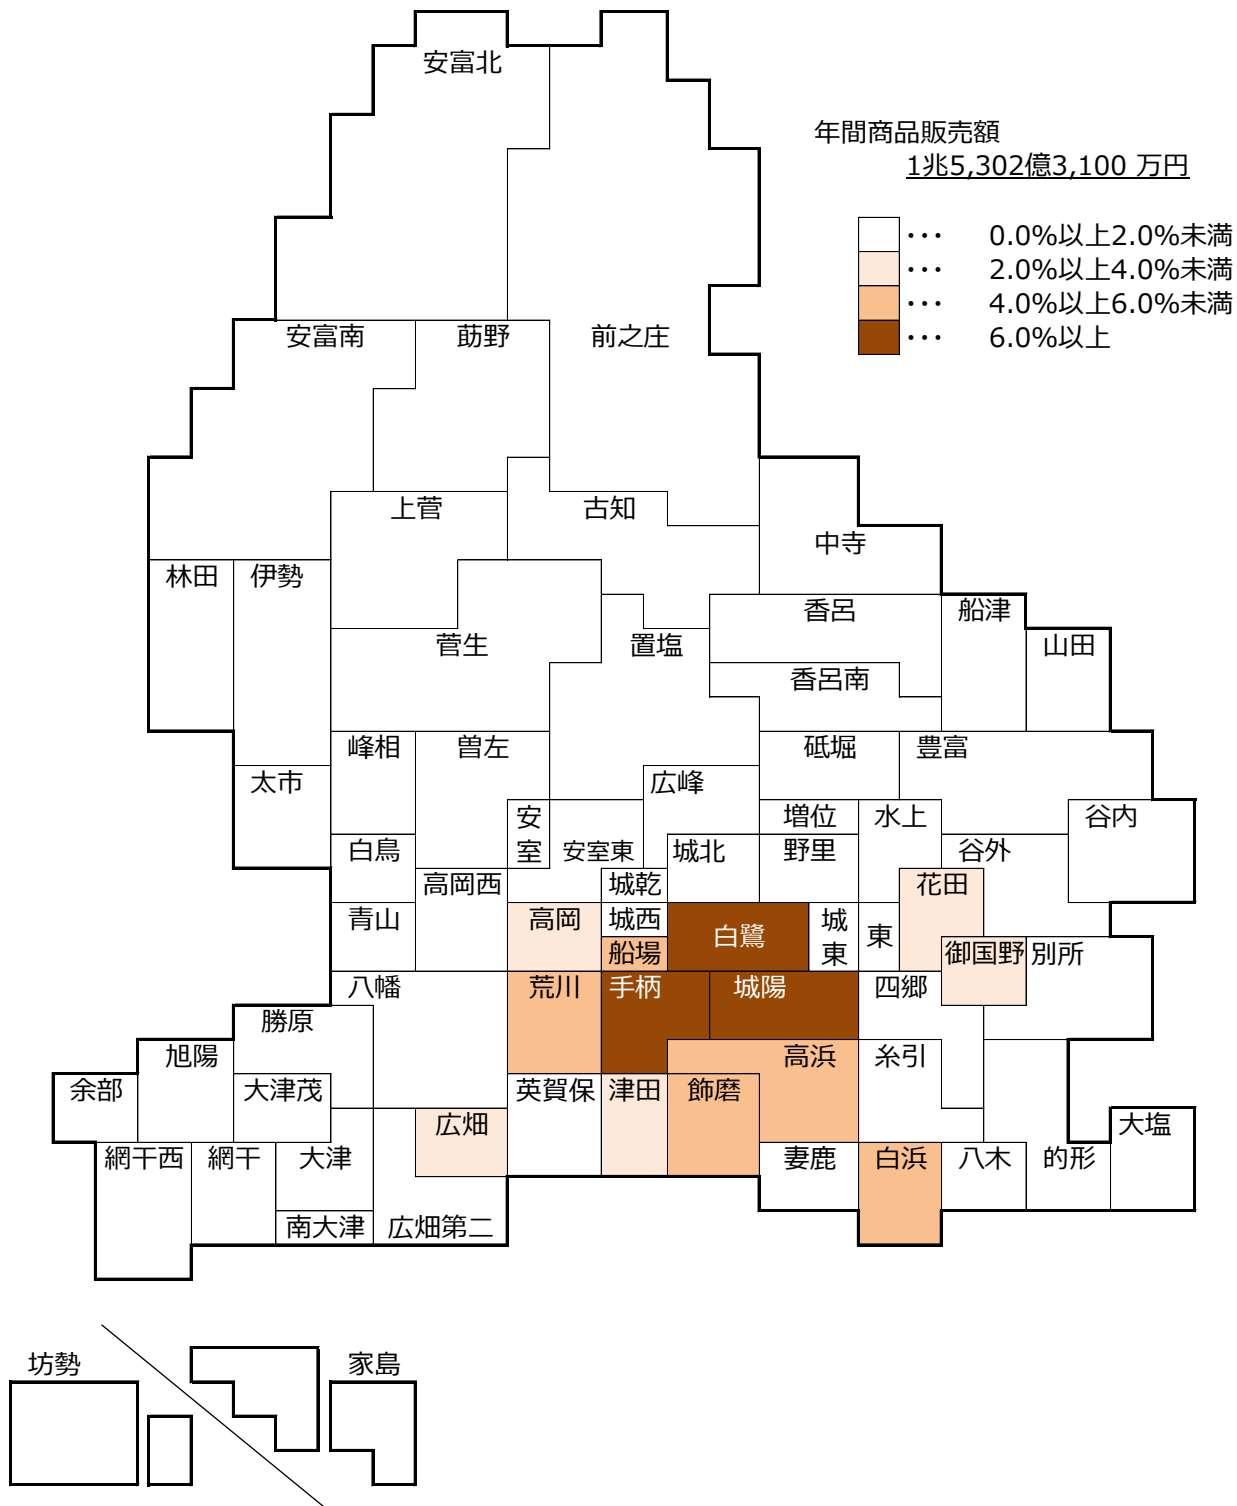 安富北
年間商品販売額
1兆5,302億3,100 万円
･･･ 0.0%以上2.0%未満
･･･ 2.0%以上4.0%未満
･･･ 4.0%以上6.0%未満
･･･ 6.0%以上
安富南
莇野
前之庄
上菅
古知
中寺
林田
伊勢
香呂
船津
菅生
置塩
山田
香呂南
峰相
曽左
砥堀
豊富
太市
広峰
安室
増位
水上
谷内
白鳥
安室東
城北
野里
谷外
高岡西
城乾
花田
青山
高岡
城西
白鷺
城東
東
船場
御国野
別所
八幡
荒川
手柄
城陽
四郷
勝原
旭陽
高浜
糸引
余部
大津茂
英賀保
津田
飾磨
広畑
大塩
網干西
網干
大津
妻鹿
白浜
八木
的形
南大津
広畑第二
坊勢
家島